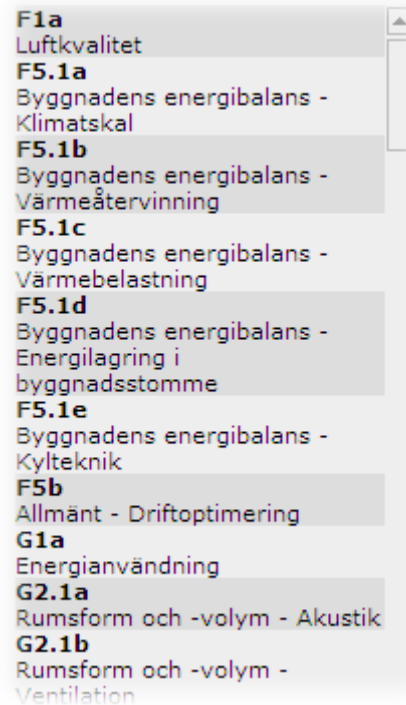 F1a
Luftkvalitet
F5.1a
Byggnadens energibalans -
Klimatskal
F5.1b
Byggnadens energibalans -
Värmeåtervinning
F5.1c
Byggnadens energibalans -
Värmebelastning
F5.1d
Byggnadens energibalans -
Energilagring i
byggnadsstomme
F5.1e
Byggnadens energibalans -
Kylteknik
F5b
Allmänt - Driftoptimering
G1a
Energianvändning
G2.1a
Rumsform och -volym - Akustik
G2.1b
Rumsform och -volym -
Ventilation